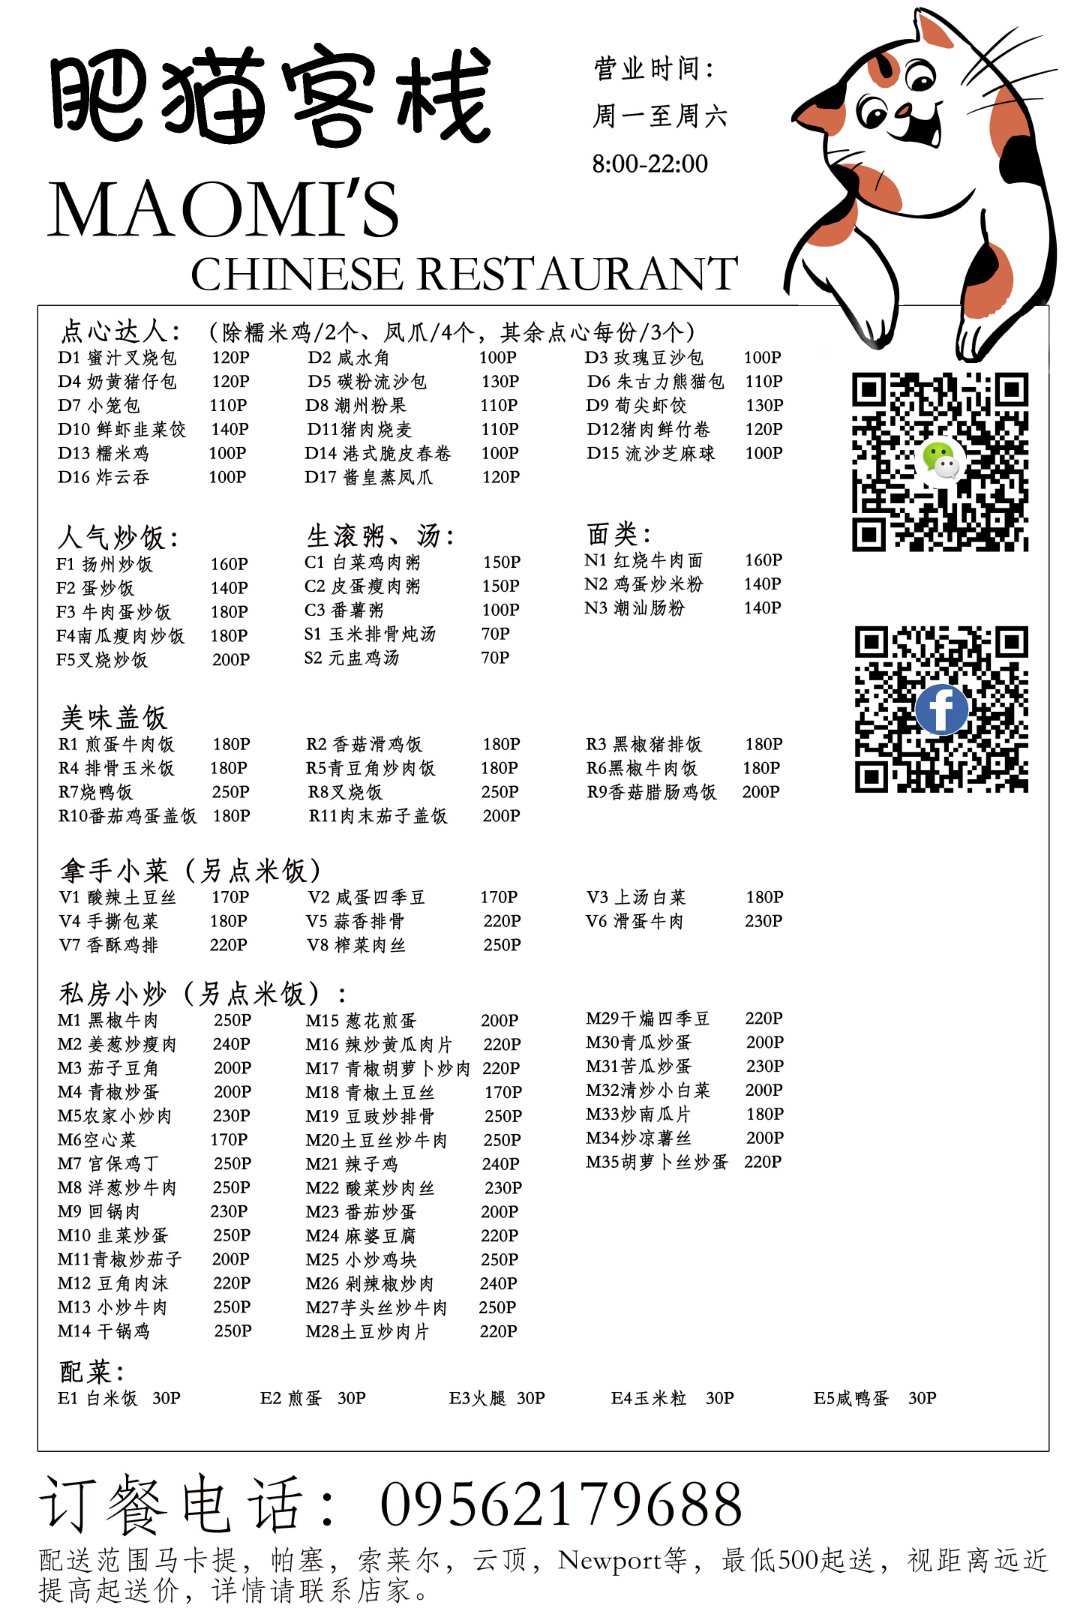 肥猫客栈
MAOMI'S
CHINESE RESTAURANT
营业时间：
周一至周六
8:00-22:00
点心达人：（除糯米鸡/2个、凤爪/4个，其余点心每份/3个）
D1 蜜汁叉烧包 120P D2 咸水角 100P D3 玫瑰豆沙包 100P
D4 奶黄猪仔包 120P D5 碳粉流沙包 130P D6 朱古力熊猫包 110P
D7 小笼包 110P D8 潮州粉果 110P D9 荀尖虾饺 130P
D10 鲜虾韭菜饺 140P D11猪肉烧麦 110P D12猪肉鲜竹卷 120P
D13 糯米鸡 100P D14 港式脆皮春卷 100P D15 流沙芝麻球 100P
D16 炸云吞 100P D17 酱皇蒸凤爪 120P
人气炒饭：
F1 扬州炒饭 160P
F2 蛋炒饭 140P
F3 牛肉蛋炒饭 180P
F4南瓜瘦肉炒饭 180P
F5叉烧炒饭 200P
生滚粥、汤：
C1 白菜鸡肉粥 150P
C2 皮蛋瘦肉粥 150P
C3 番薯粥 100P
S1 玉米排骨炖汤 70P
S2 元盅鸡汤 70P
面类：
N1 红烧牛肉面 160P
N2 鸡蛋炒米粉 140P
N3 潮汕肠粉 140P
美味盖饭
R1 煎蛋牛肉饭 180P R2 香菇滑鸡饭 180P R3 黑椒猪排饭 180P
R4 排骨玉米饭 180P R5青豆角炒肉饭 180P R6黑椒牛肉饭 180P
R7烧鸭饭 250P R8叉烧饭 250P R9香菇腊肠鸡饭 200P
R10番茄鸡蛋盖饭 180P R11肉末茄子盖饭 200P
拿手小菜（另点米饭）
V1 酸辣土豆丝 170P V2 咸蛋四季豆 170P V3 上汤白菜 180P
V4 手撕包菜 180P V5 蒜香排骨 220P V6 滑蛋牛肉 230P
V7 香酥鸡排 220P V8 榨菜肉丝 250P
私房小炒（另点米饭）：
M1 黑椒牛肉 250P
M2 姜葱炒瘦肉 240P
M3 茄子豆角 200P
M4 青椒炒蛋 200P
M5农家小炒肉 230P
M6空心菜 170P
M7 宫保鸡丁 250P
M8 洋葱炒牛肉 250P
M9 回锅肉 230P
M10 韭菜炒蛋 250P
M11青椒炒茄子 200P
M12 豆角肉沫 220P
M13 小炒牛肉 250P
M14 干锅鸡 250P
M15 葱花煎蛋 200P
M16 辣炒黄瓜肉片 220P
M17 青椒胡萝卜炒肉 220P
M18 青椒土豆丝 170P
M19 豆豉炒排骨 250P
M20土豆丝炒牛肉 250P
M21 辣子鸡 240P
M22 酸菜炒肉丝 230P
M23 番茄炒蛋 200P
M24 麻婆豆腐 220P
M25 小炒鸡块 250P
M26 剁辣椒炒肉 240P
M27芋头丝炒牛肉 250P
M28土豆炒肉片 220P
M29干煸四季豆 220P
M30青瓜炒蛋 200P
M31苦瓜炒蛋 230P
M32清炒小白菜 200P
M33炒南瓜片 180P
M34炒凉薯丝 200P
M35胡萝卜丝炒蛋 220P
配菜：
E1 白米饭 30P E2 煎蛋 30P E3火腿 30P E4玉米粒 30P E5咸鸭蛋 30P
订餐电话：09562179688
配送范围马卡提，帕塞，索莱尔，云顶，Newport等，最低500起送，视距离远近
提高起送价，详情请联系店家。